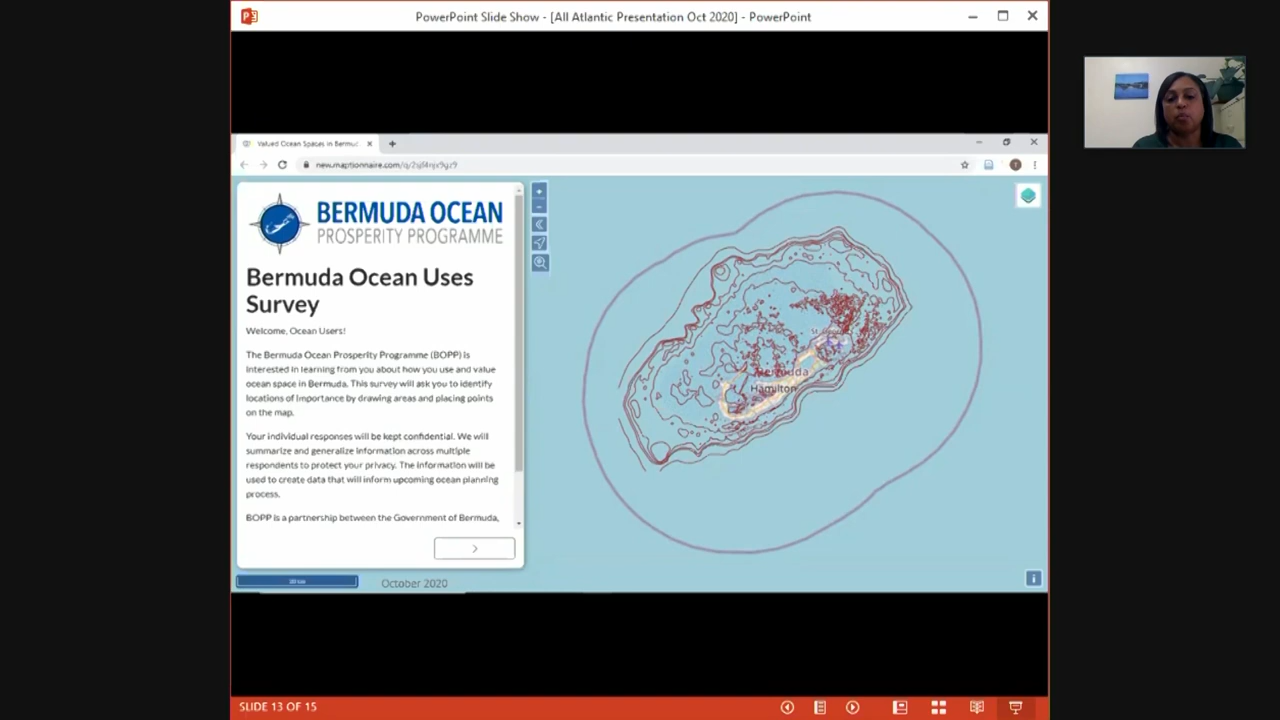 PowerPoint Slide Show - [All Atlantic Presentation Oct 2020] - PowerPoint
Valued Ocean Spaces in Bermuc
BERMUDA OCEAN
PROSPERITY PROGRAMME
Bermuda Ocean Uses
Survey
Welcome, Ocean Users!
The Bermuda Ocean Prosperity Programme (BOPP) is
interested in learning from you about how you use and value
ocean space in Bermuda. This survey will ask you to identify
locations of importance by drawing areas and placing points
on the map.
Your individual responses will be kept confidential. We will
summarize and generalize information across multiple
respondents to protect your privacy. The information will be
used to create data that will inform upcoming ocean planning
process.
BOPP is a partnership between the Government of Bermuda,
October 2020
Bermuda
Hamilton
SLIDE 13 OF 15